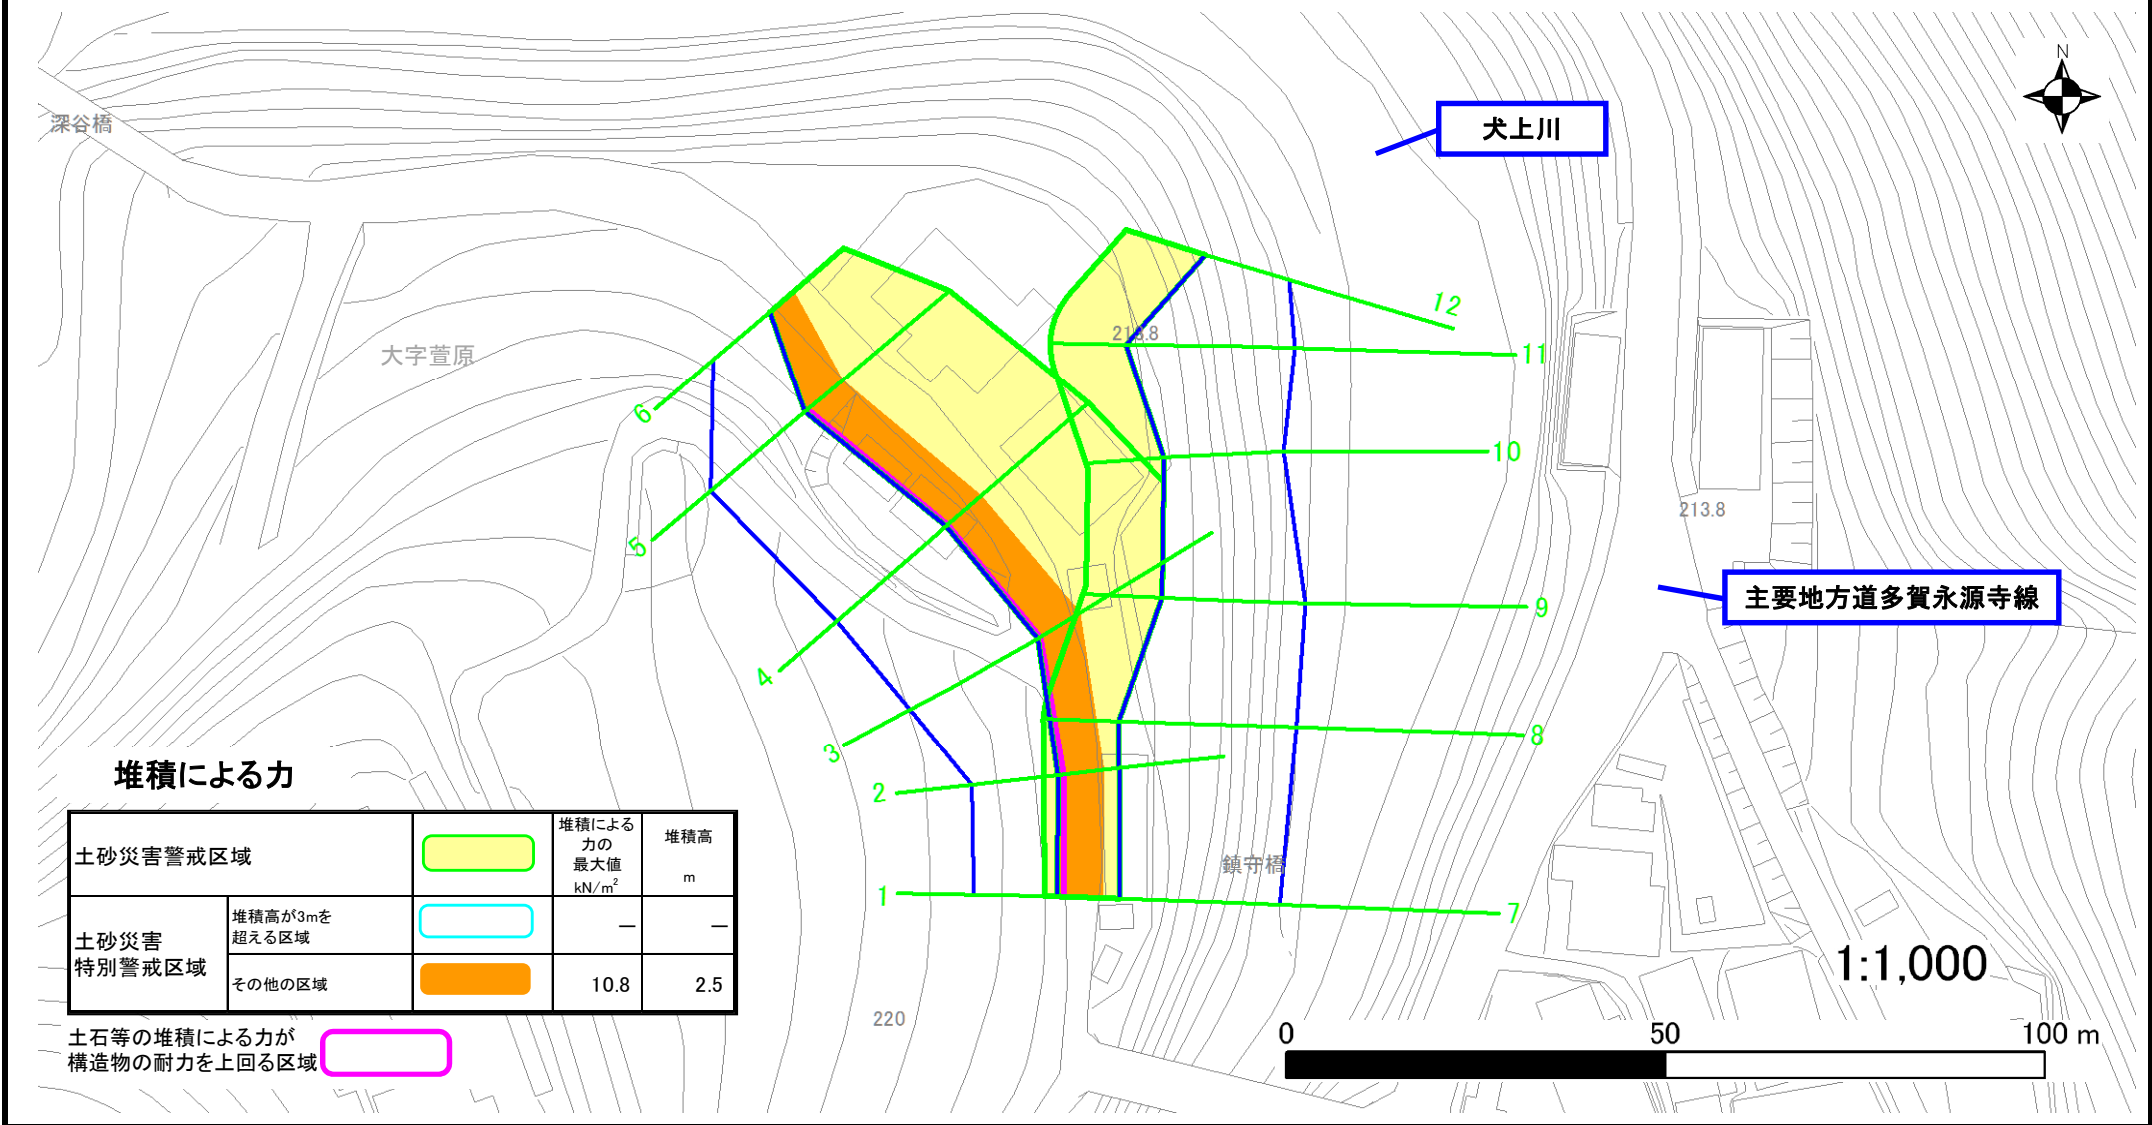 N
深谷橋
犬上川
12
213.8
11
大字萱原
6
10
213.8
5
主要地方道多賀永源寺線
9
4
8
3
2
堆積による力
堆積による
力の
最大値
kN/m²
堆積高
m
土砂災害警戒区域
鎮守橋
1
7
土砂災害
特別警戒区域
堆積高が3mを
超える区域
－
－
その他の区域
10.8
2.5
1:1,000
220
土石等の堆積による力が
構造物の耐力を上回る区域
0
50
100 m